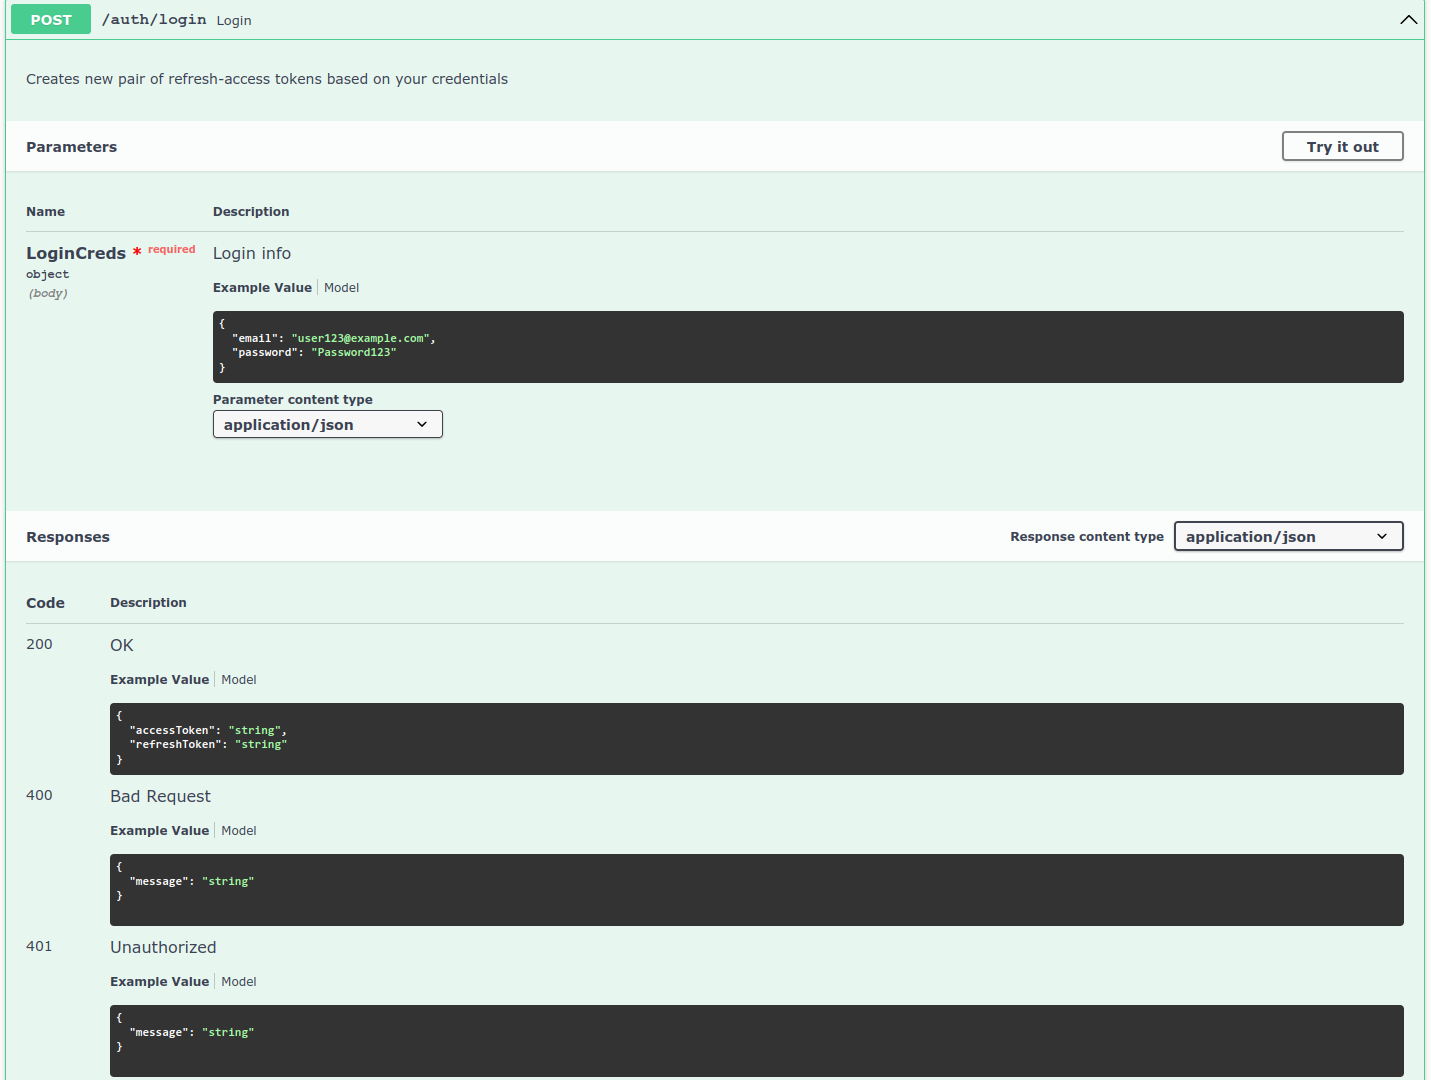 POST /auth/login Login
Creates new pair of refresh-access tokens based on your credentials
Parameters Try it out
Name Description
LoginCreds * required Login info
object
(body)
Example Value Model
{
  "email": "user123@example.com",
  "password": "Password123"
}
Parameter content type
application/json
Responses Response content type application/json
Code Description
200 OK
Example Value Model
{
  "accessToken": "string",
  "refreshToken": "string"
}
400 Bad Request
Example Value Model
{
  "message": "string"
}
401 Unauthorized
Example Value Model
{
  "message": "string"
}